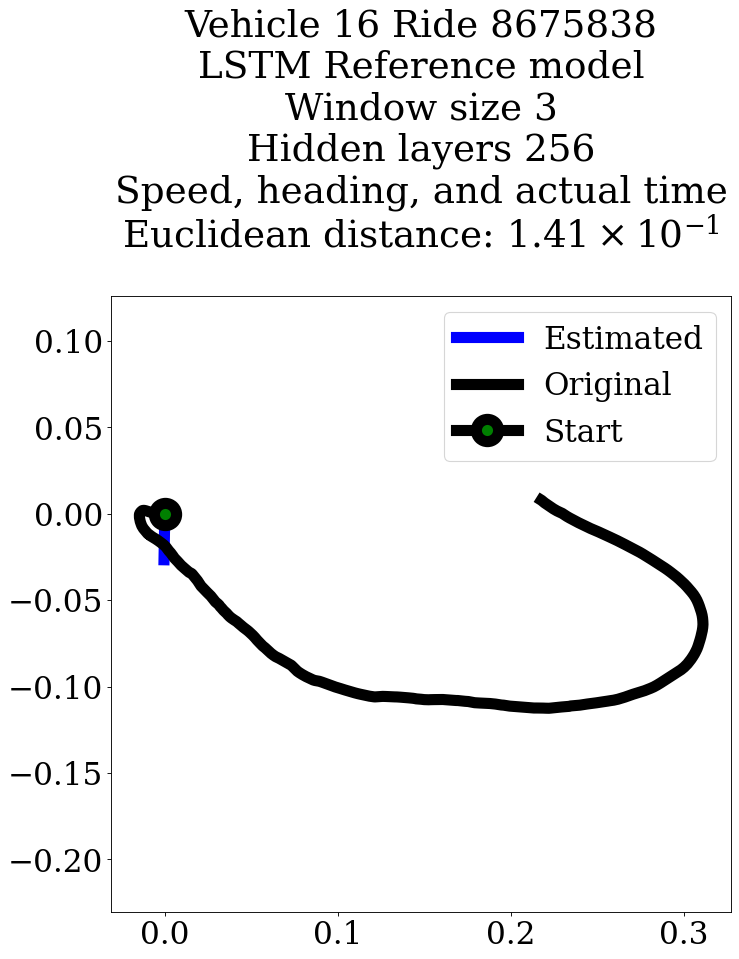 Vehicle 16 Ride 8675838
LSTM Reference model
Window size 3
Hidden layers 256
Speed, heading, and actual time
Euclidean distance: 1.41 × 10⁻¹
Estimated
Original
Start
0.10
0.05
0.00
−0.05
−0.10
−0.15
−0.20
0.0 0.1 0.2 0.3